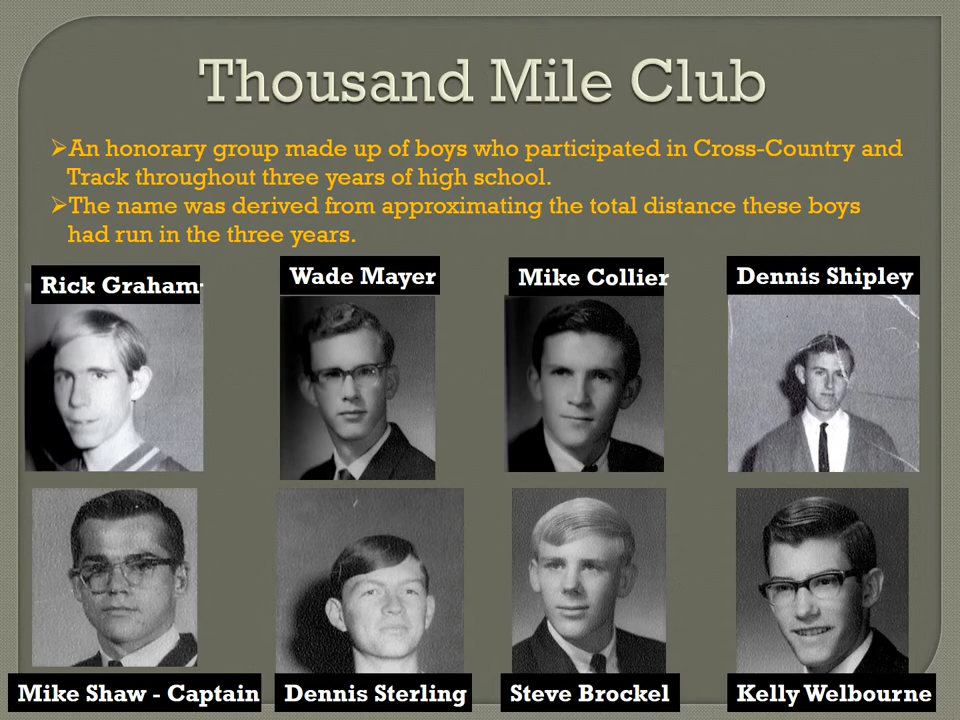 Thousand Mile Club
➢An honorary group made up of boys who participated in Cross-Country and
Track throughout three years of high school.
➢The name was derived from approximating the total distance these boys
had run in the three years.
Rick Graham
Wade Mayer
Mike Collier
Dennis Shipley
Mike Shaw - Captain
Dennis Sterling
Steve Brockel
Kelly Welbourne